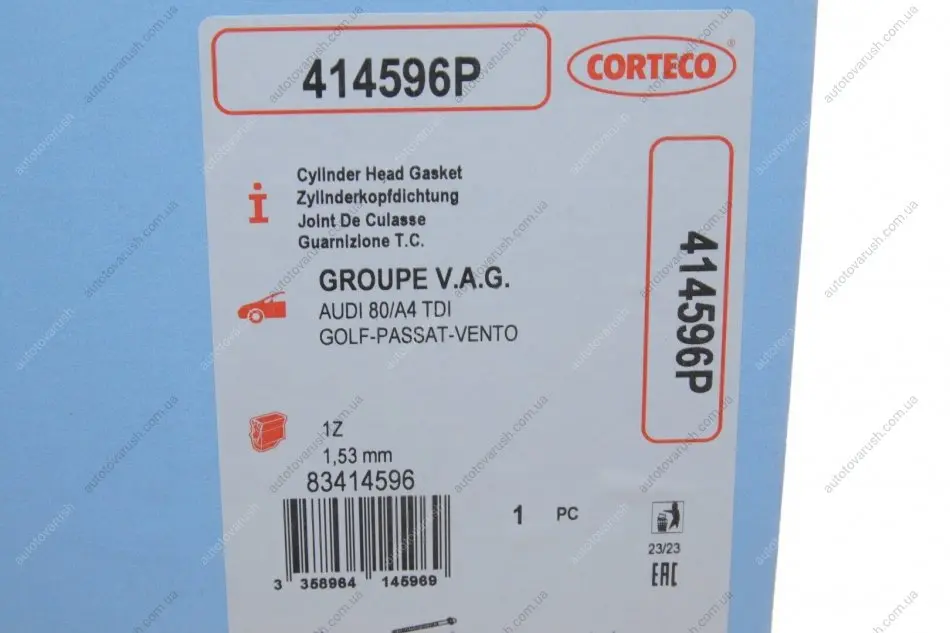 414596P
CORTECO®
Cylinder Head Gasket
Zylinderkopfdichtung
Joint De Culasse
Guarnizione T.C.
GROUPE V.A.G.
AUDI 80/A4 TDI
GOLF-PASSAT-VENTO
414596P
1Z
1,53 mm
83414596
1 PC
3 358964 145969
23/23
EAC
autotovarush.com.ua